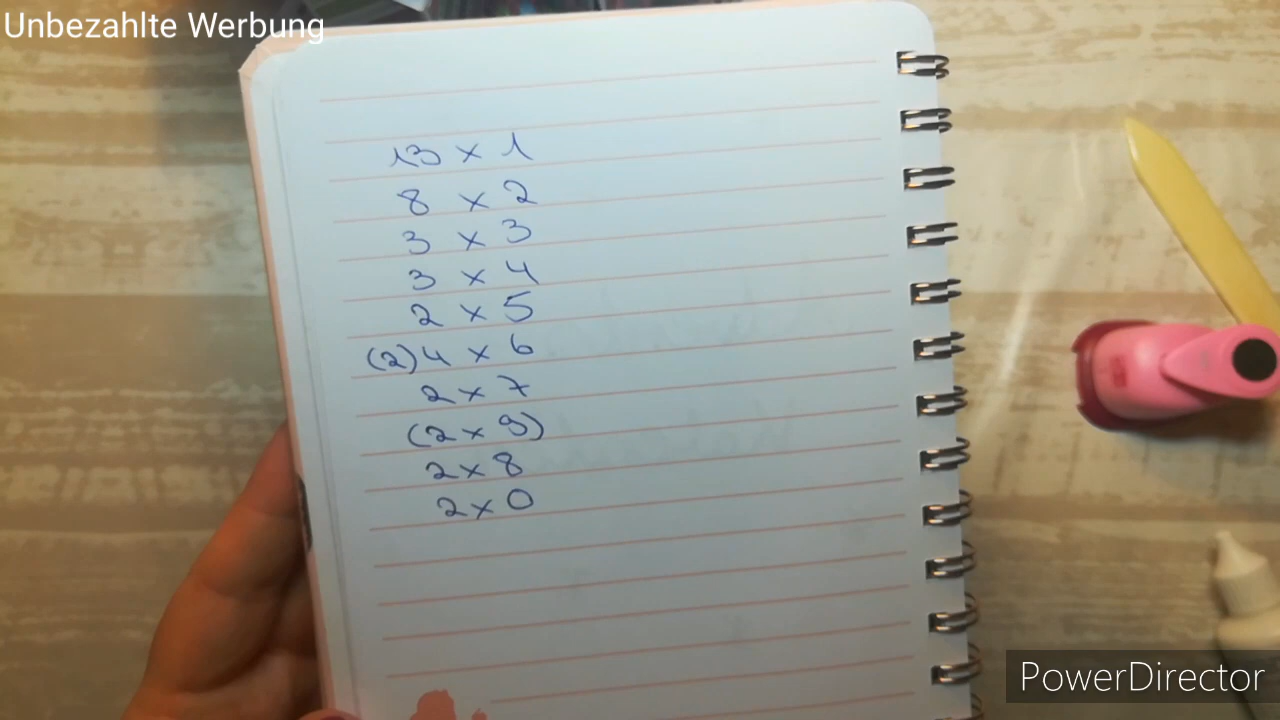 Unbezahlte Werbung
13 x 1
8 x 2
3 x 3
3 x 4
2 x 5
(2) 4 x 6
2 x 7
(2 x 9)
2 x 8
2 x 0
PowerDirector